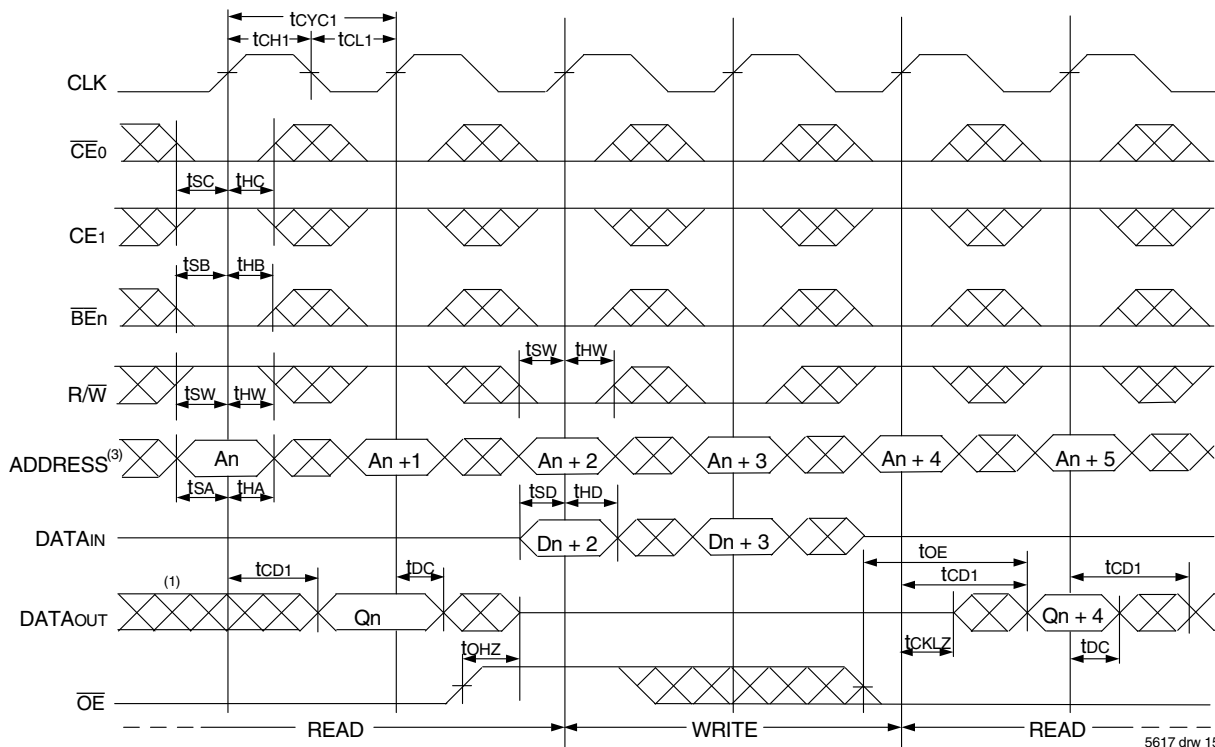 tCYC1
tCH1 tCL1
CLK
CE0
tSC tHC
CE1
tSB tHB
BEn
tSW tHW
R/W
tSW tHW
ADDRESS(3) An An +1 An + 2 An + 3 An + 4 An + 5
tSA tHA tSD tHD
DATAIN Dn + 2 Dn + 3
tOE
(1) tCD1 tDC tCD1 tCD1
DATAOUT Qn Qn + 4
tOHZ tCKLZ tDC
OE
READ WRITE READ
5617 drw 15